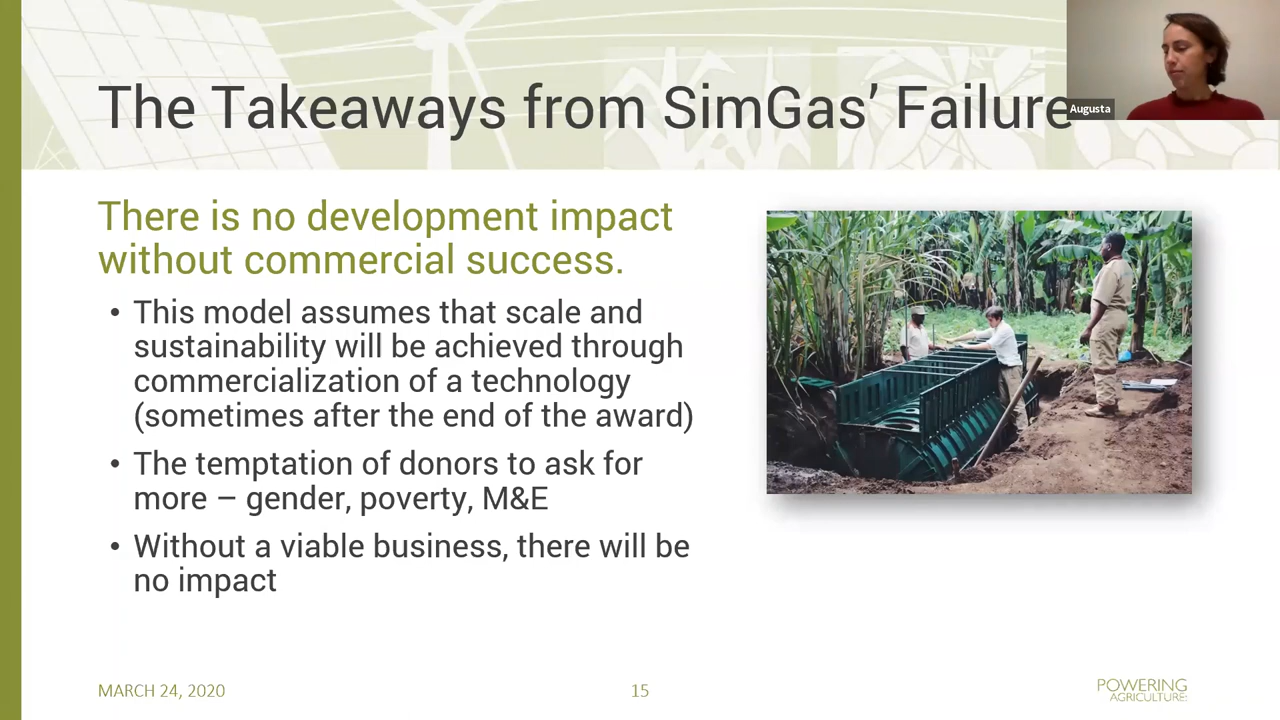 The Takeaways from SimGas’ Failure
Augusta
There is no development impact
without commercial success.
• This model assumes that scale and
sustainability will be achieved through
commercialization of a technology
(sometimes after the end of the award)
• The temptation of donors to ask for
more – gender, poverty, M&E
• Without a viable business, there will be
no impact
MARCH 24, 2020
15
POWERING
AGRICULTURE: